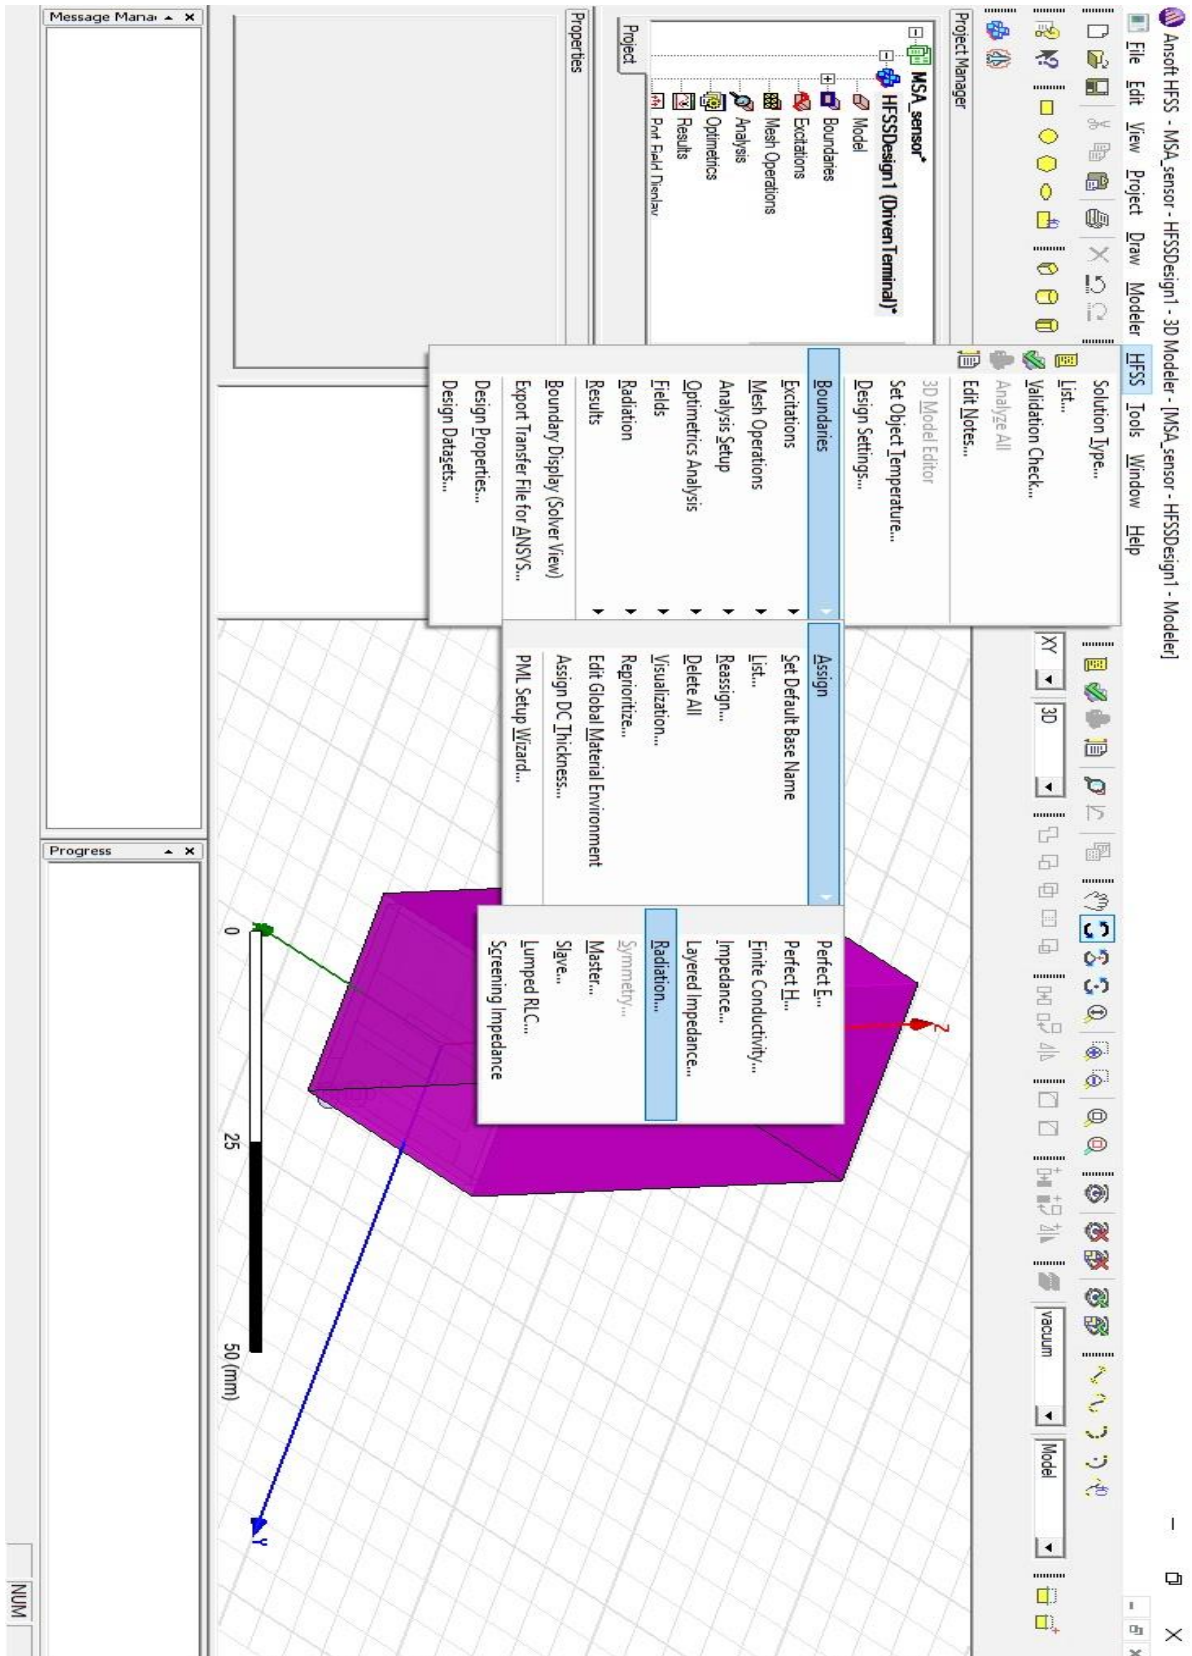 Ansoft HFSS - MSA_sensor - HFSSDesign1 - 3D Modeler - [MSA_sensor - HFSSDesign1 - Modeler]
File Edit View Project Draw Modeler HFSS Tools Window Help
XY
3D
vacuum
Model
Project Manager
MSA_sensor*
HFSSDesign1 (DrivenTerminal)*
Model
Boundaries
Excitations
Mesh Operations
Analysis
Optimetrics
Results
Port Field Display
Project
Properties
Solution Type...
List...
Validation Check...
Analyze All
Edit Notes...
3D Model Editor
Set Object Temperature...
Design Settings...
Boundaries
Excitations
Mesh Operations
Analysis Setup
Optimetrics Analysis
Fields
Radiation
Results
Boundary Display (Solver View)
Export Transfer File for ANSYS...
Design Properties...
Design Datasets...
Assign
Set Default Base Name
List...
Reassign...
Delete All
Visualization...
Reprioritize...
Edit Global Material Environment
Assign DC Thickness...
PML Setup Wizard...
Perfect E...
Perfect H...
Finite Conductivity...
Impedance...
Layered Impedance...
Radiation...
Symmetry...
Master...
Slave...
Lumped RLC...
Screening Impedance
Z
Y
0 25 50 (mm)
Message Mana
Progress
NUM